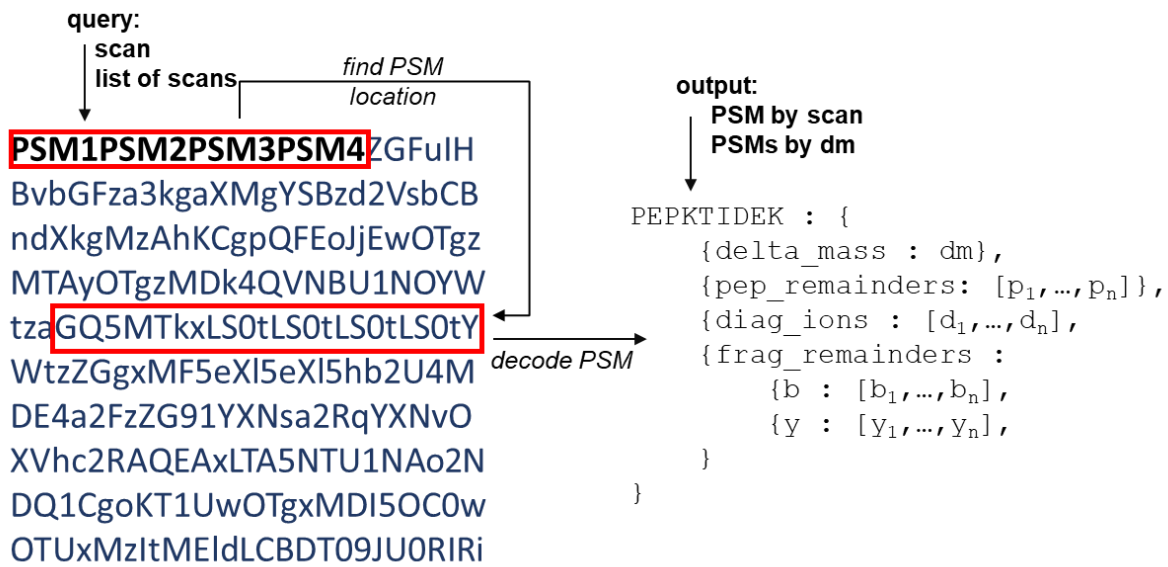 query:
scan
list of scans
find PSM
location
PSM1PSM2PSM3PSM4ZGFuIH
BvbGFza3kgaXMgYSBzd2VsbCB
ndXkgMzAhKCgpQFEoJjEwOTgz
MTAyOTgzMDk4QVNBU1NOYW
tzaGQ5MTkxLS0tLS0tLS0tLS0tY
WtzZGgxMF5eXl5eXl5hb2U4M
DE4a2FzZG91YXNsa2RqYXNvO
XVhc2RAQEAxLTA5NTU1NAo2N
DQ1CgoKT1UwOTgxMDI5OC0w
OTUxMzItMEldLCBDT09JU0RIRi
decode PSM
output:
PSM by scan
PSMs by dm
PEPKTIDEK : {
{delta_mass : dm},
{pep_remainders: [p₁,…,pₙ]},
{diag_ions : [d₁,…,dₙ],
{frag_remainders :
{b : [b₁,…,bₙ],
{y : [y₁,…,yₙ],
}
}